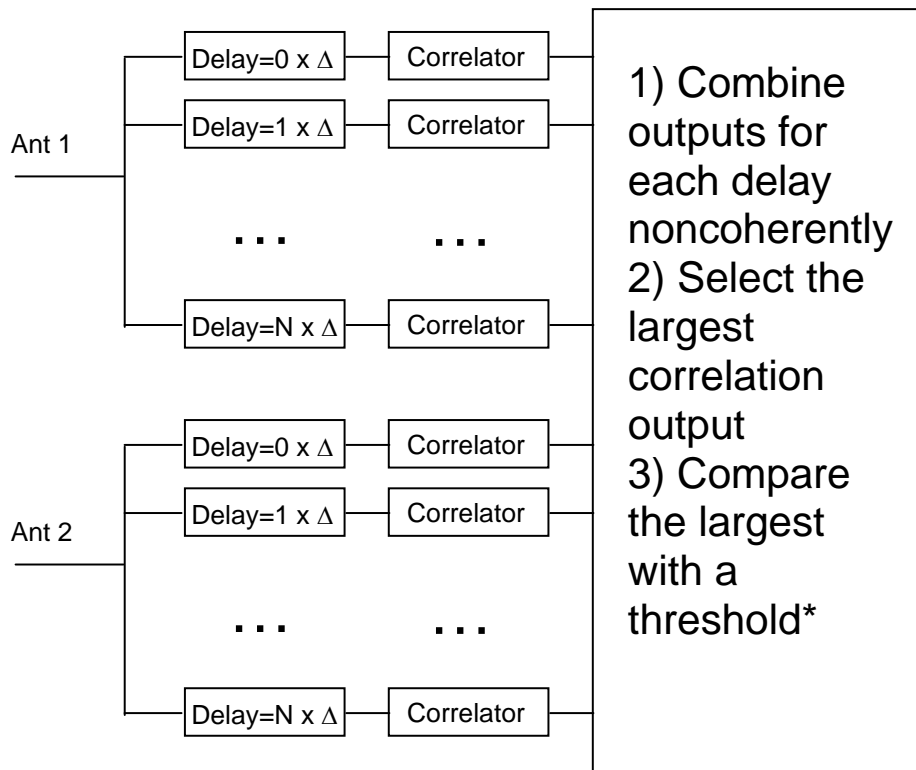 Ant 1
Delay=0 x Δ
Correlator
Delay=1 x Δ
Correlator
...
...
Delay=N x Δ
Correlator
Ant 2
Delay=0 x Δ
Correlator
Delay=1 x Δ
Correlator
...
...
Delay=N x Δ
Correlator
1) Combine
outputs for
each delay
noncoherently
2) Select the
largest
correlation
output
3) Compare
the largest
with a
threshold*